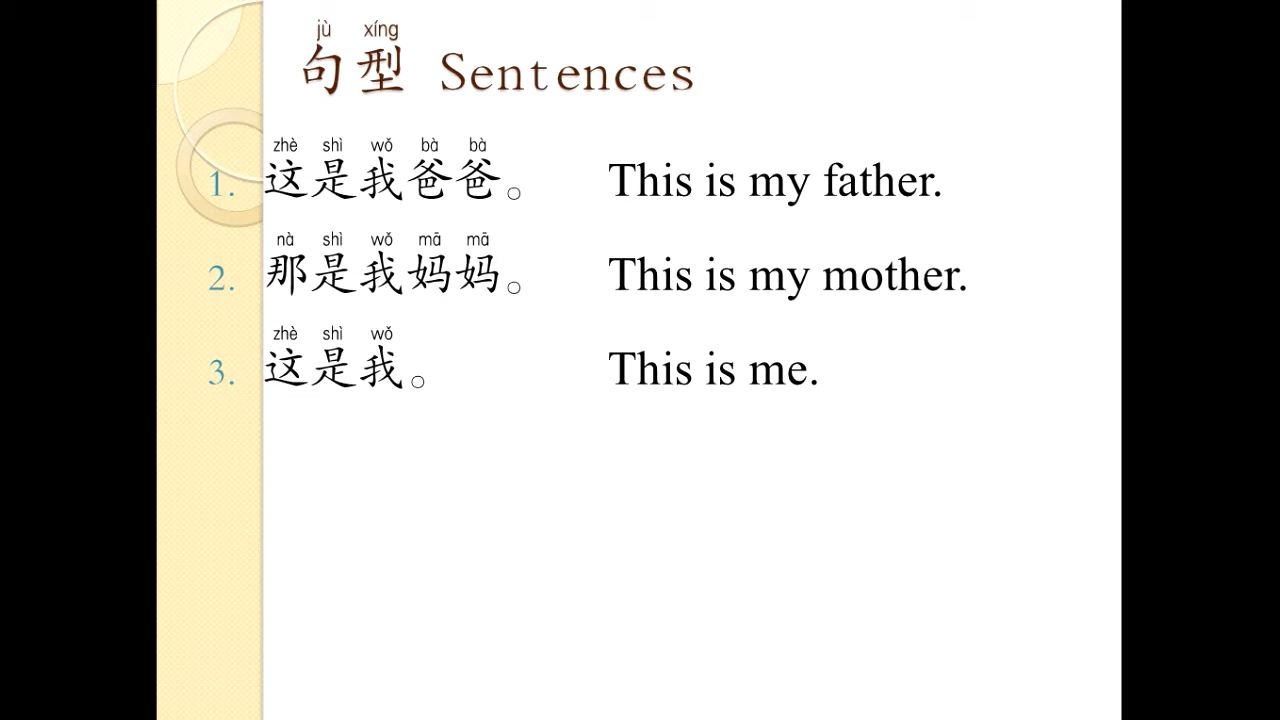 jù xíng
句型 Sentences
zhè shì wǒ bà bà
1. 这是我爸爸。 This is my father.
nà shì wǒ mā mā
2. 那是我妈妈。 This is my mother.
zhè shì wǒ
3. 这是我。 This is me.